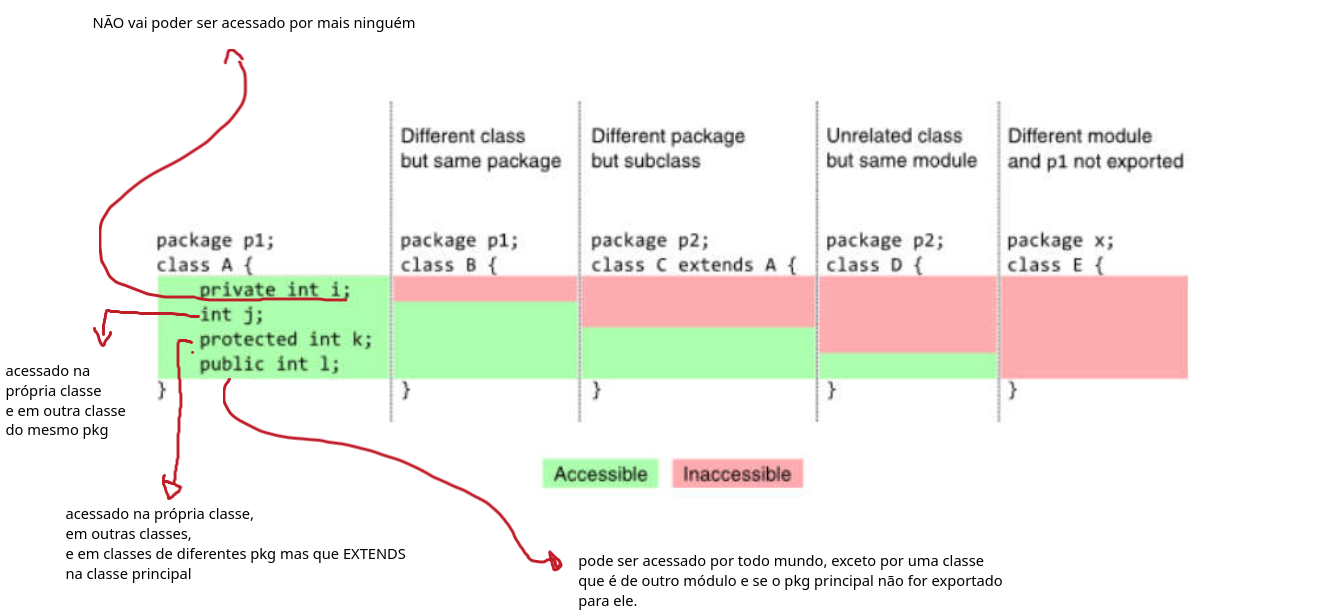 NÃO vai poder ser acessado por mais ninguém
Different class
but same package
Different package
but subclass
Unrelated class
but same module
Different module
and p1 not exported
package p1;
class A {
private int i;
int j;
protected int k;
public int l;
}
package p1;
class B {
}
package p2;
class C extends A {
}
package p2;
class D {
}
package x;
class E {
}
acessado na
própria classe
e em outra classe
do mesmo pkg
Accessible
Inaccessible
acessado na própria classe,
em outras classes,
e em classes de diferentes pkg mas que EXTENDS
na classe principal
pode ser acessado por todo mundo, exceto por uma classe
que é de outro módulo e se o pkg principal não for exportado
para ele.